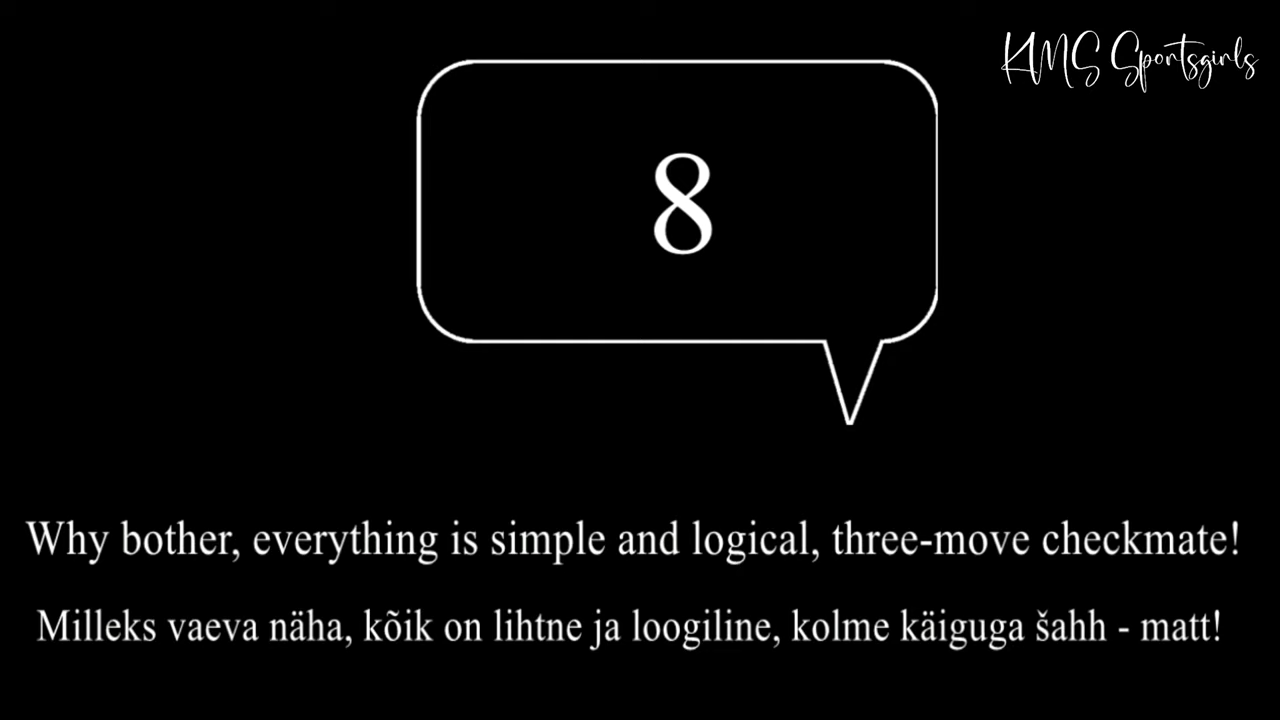 KMS Sportsgirls
8
Why bother, everything is simple and logical, three-move checkmate!
Milleks vaeva näha, kõik on lihtne ja loogiline, kolme käiguga šahh - matt!